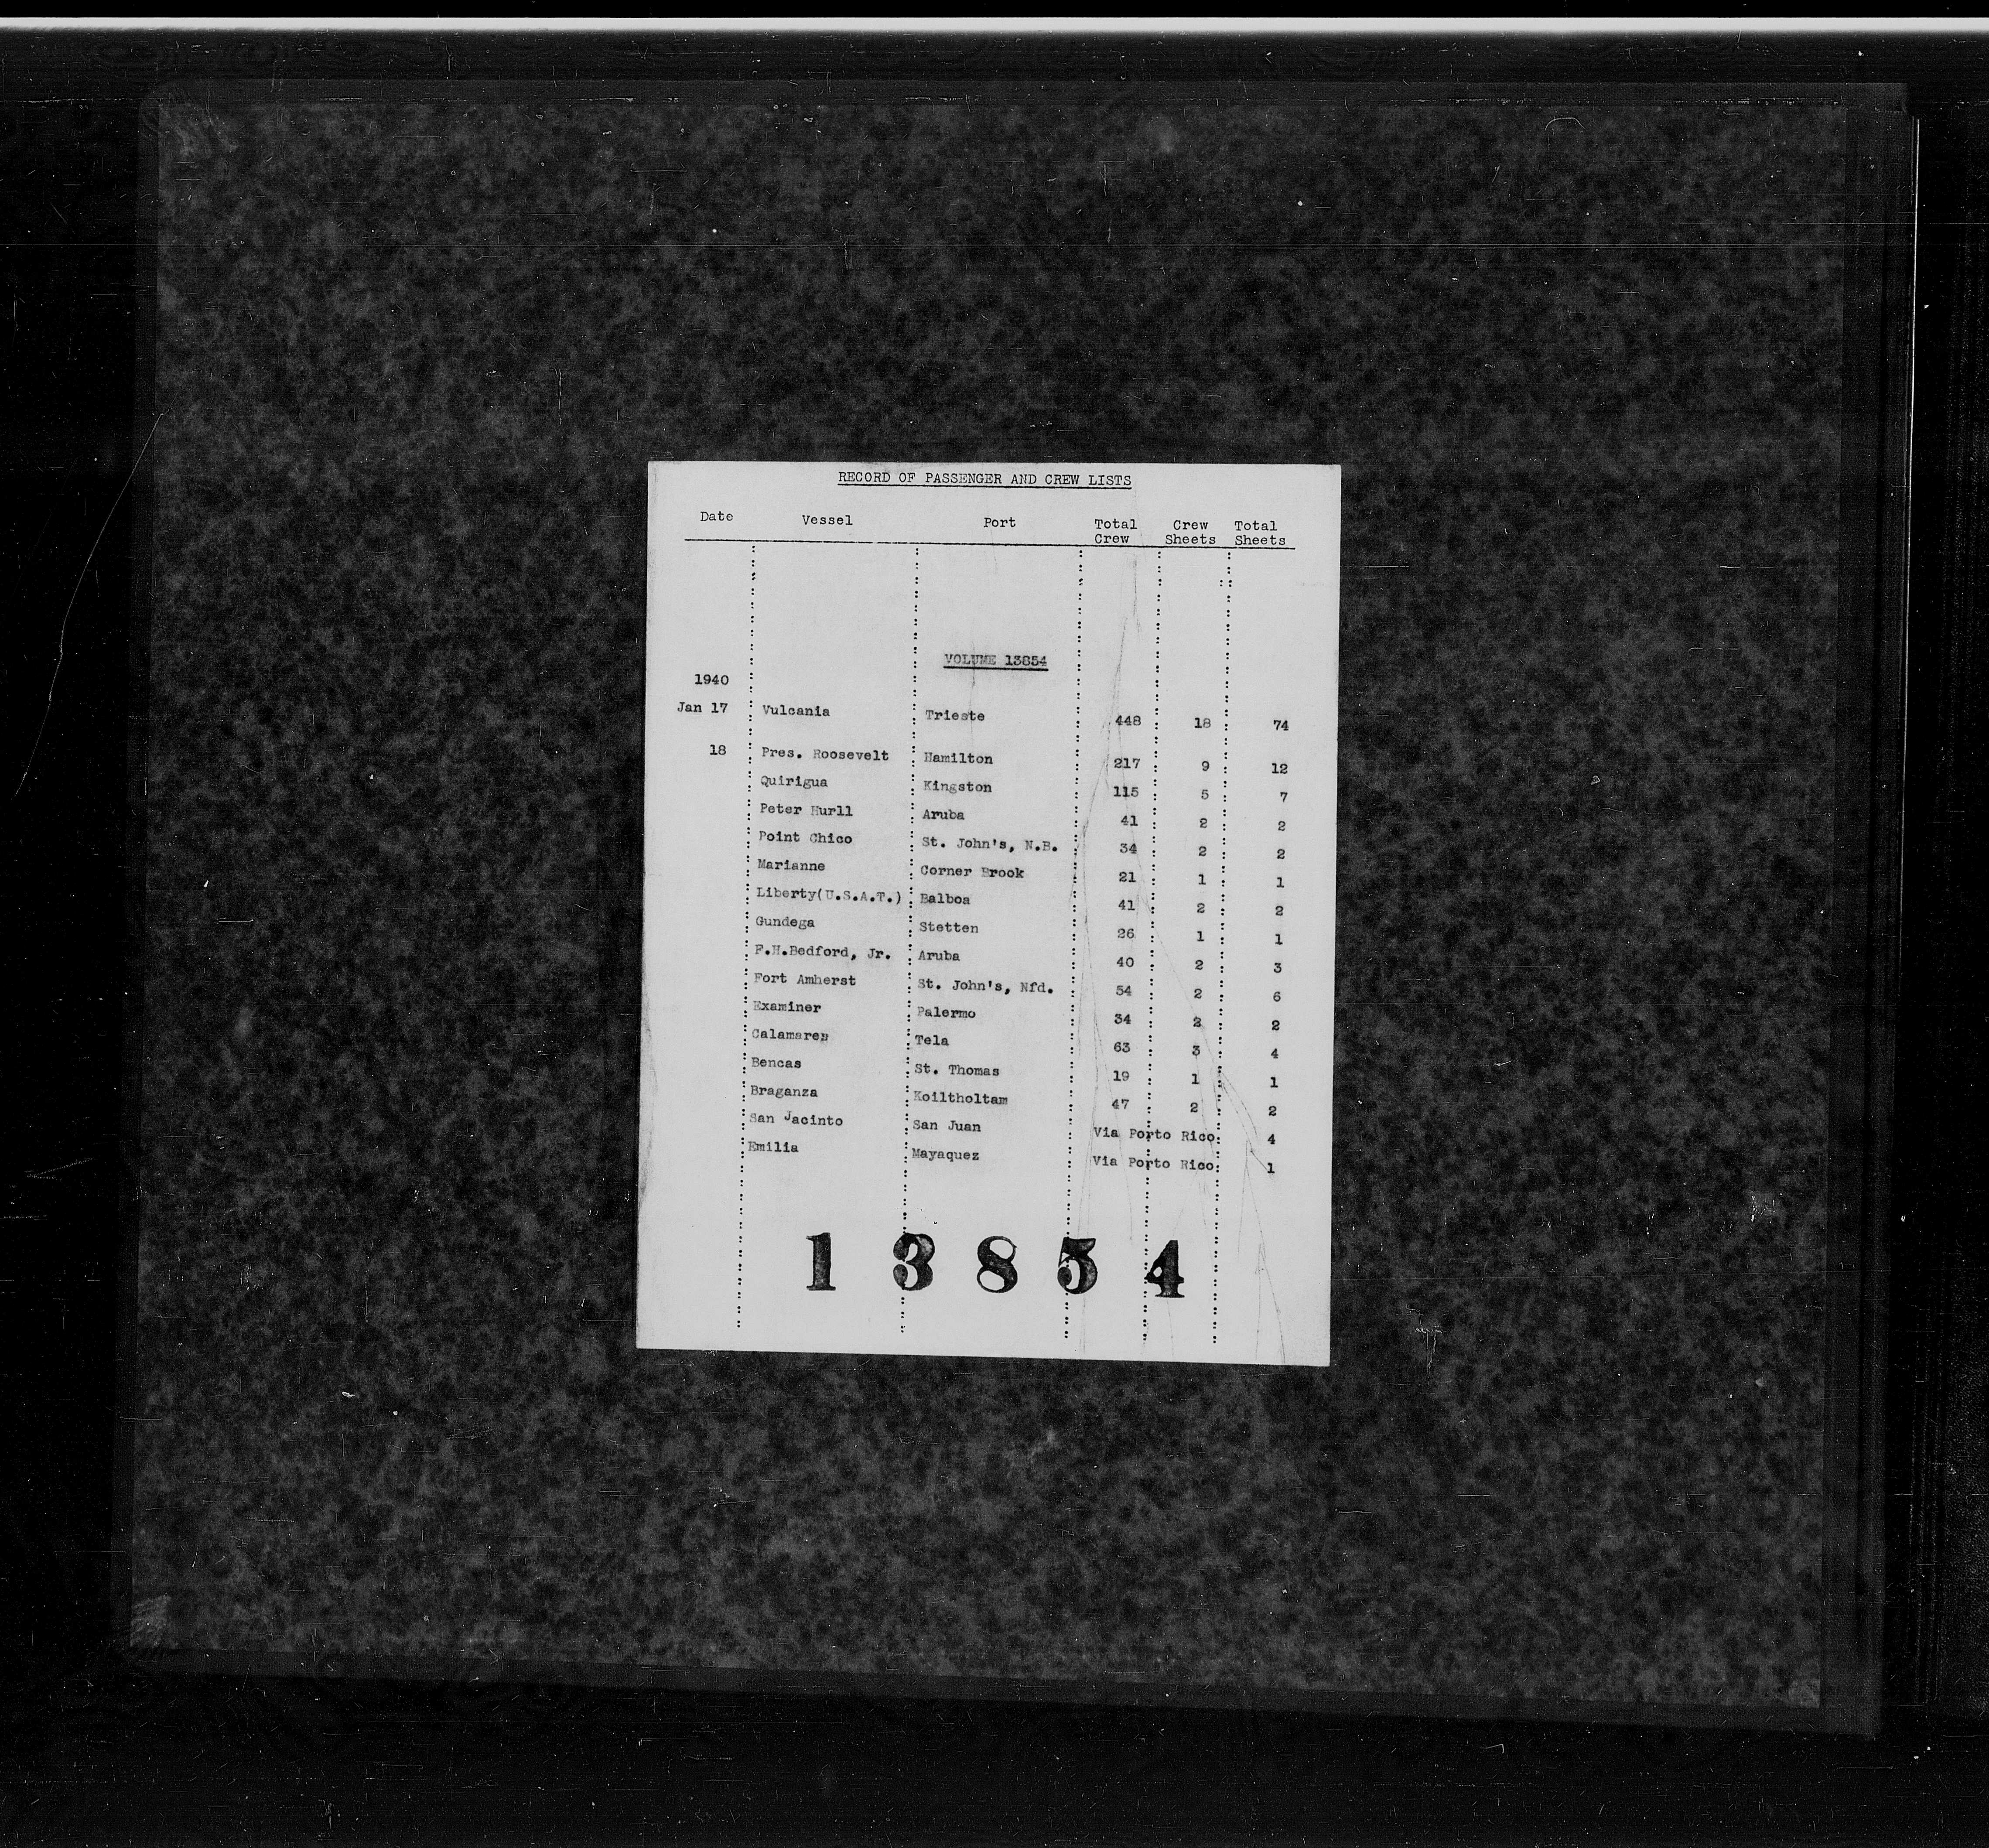 RECORD OF PASSENGER AND CREW LISTS
Date Vessel Port Total Crew Crew Sheets Total Sheets
VOLUME 13854
1940
Jan 17 Vulcania Trieste 448 18 74
18 Pres. Roosevelt Hamilton 217 9 12
Quirigua Kingston 115 5 7
Peter Hurll Aruba 41 2 2
Point Chico St. John's, N.B. 34 2 2
Marianne Corner Brook 21 1 1
Liberty(U.S.A.T.) Balboa 41 2 2
Gundega Stetten 26 1 1
F.H.Bedford, Jr. Aruba 40 2 3
Fort Amherst St. John's, Nfd. 54 2 6
Examiner Palermo 34 2 2
Calamares Tela 63 3 4
Bencas St. Thomas 19 1 1
Braganza Koiltholtam 47 2 2
San Jacinto San Juan Via Porto Rico 4
Emilia Mayaquez Via Porto Rico 1
13854